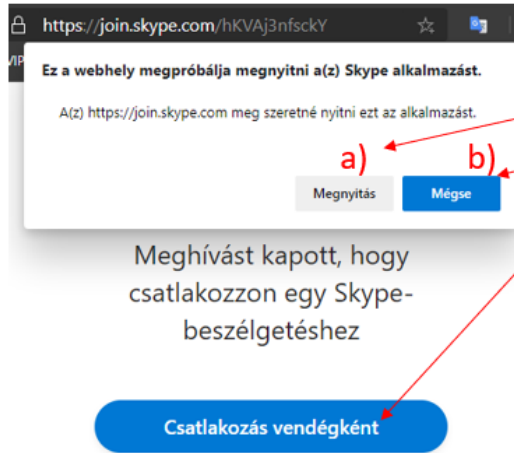 https://join.skype.com/hKVAj3nfsckY
VIP
Ez a webhely megpróbálja megnyitni a(z) Skype alkalmazást.
A(z) https://join.skype.com meg szeretné nyitni ezt az alkalmazást.
a) b)
Megnyitás Mégse
Meghívást kapott, hogy
csatlakozzon egy Skype-
beszélgetéshez
Csatlakozás vendégként